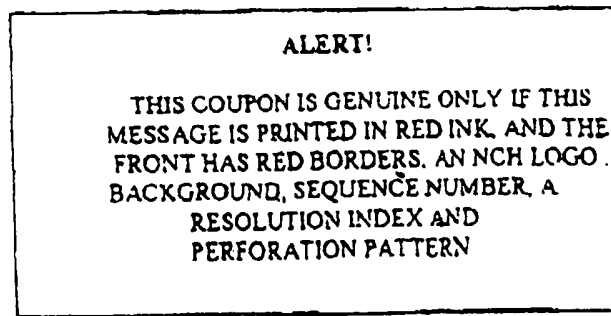 ALERT!
THIS COUPON IS GENUINE ONLY IF THIS
MESSAGE IS PRINTED IN RED INK, AND THE
FRONT HAS RED BORDERS. AN NCH LOGO.
BACKGROUND, SEQUENCE NUMBER, A
RESOLUTION INDEX AND
PERFORATION PATTERN